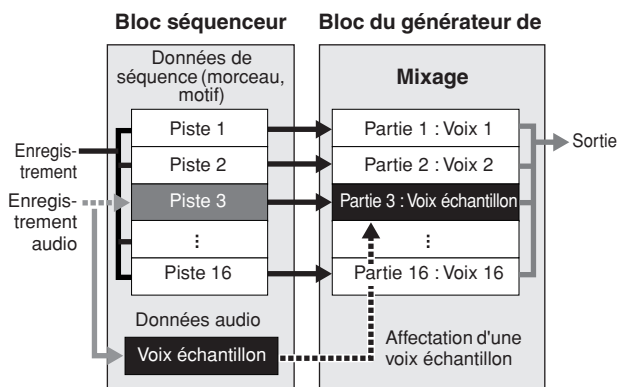 Bloc séquenceur
Bloc du générateur de
Données de
séquence (morceau,
motif)
Mixage
Piste 1
Partie 1 : Voix 1
Sortie
Enregis-
trement
Piste 2
Partie 2 : Voix 2
Enregis-
trement
audio
Piste 3
Partie 3 : Voix échantillon
Piste 16
Partie 16 : Voix 16
Données audio
Voix échantillon
Affectation d'une
voix échantillon